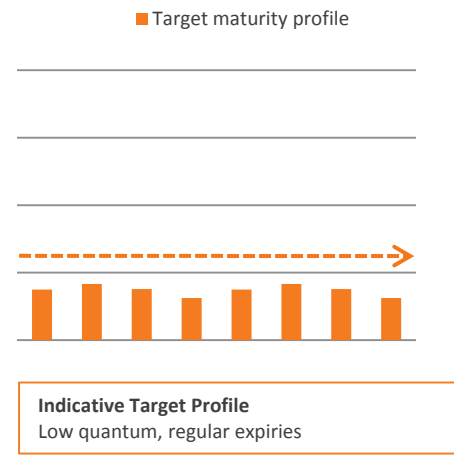 Target maturity profile
Indicative Target Profile
Low quantum, regular expiries